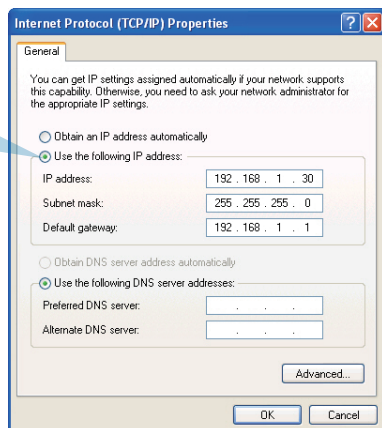 Internet Protocol (TCP/IP) Properties
General
You can get IP settings assigned automatically if your network supports
this capability. Otherwise, you need to ask your network administrator for
the appropriate IP settings.
Obtain an IP address automatically
Use the following IP address:
IP address: 192 . 168 . 1 . 30
Subnet mask: 255 . 255 . 255 . 0
Default gateway: 192 . 168 . 1 . 1
Obtain DNS server address automatically
Use the following DNS server addresses:
Preferred DNS server: . . .
Alternate DNS server: . . .
Advanced...
OK Cancel